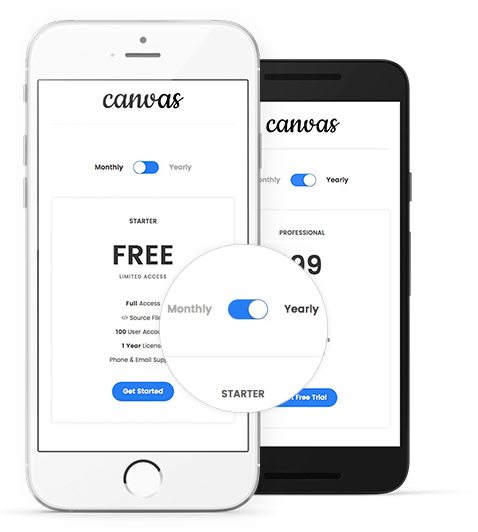 canvas
Monthly Yearly
STARTER
FREE
LIMITED ACCESS
Full Access
</> Source File
100 User Accou
1 Year Licens
Phone & Email Supp
Get Started
canvas
onthly Yearly
PROFESSIONAL
99
Free Trial
Monthly Yearly
STARTER